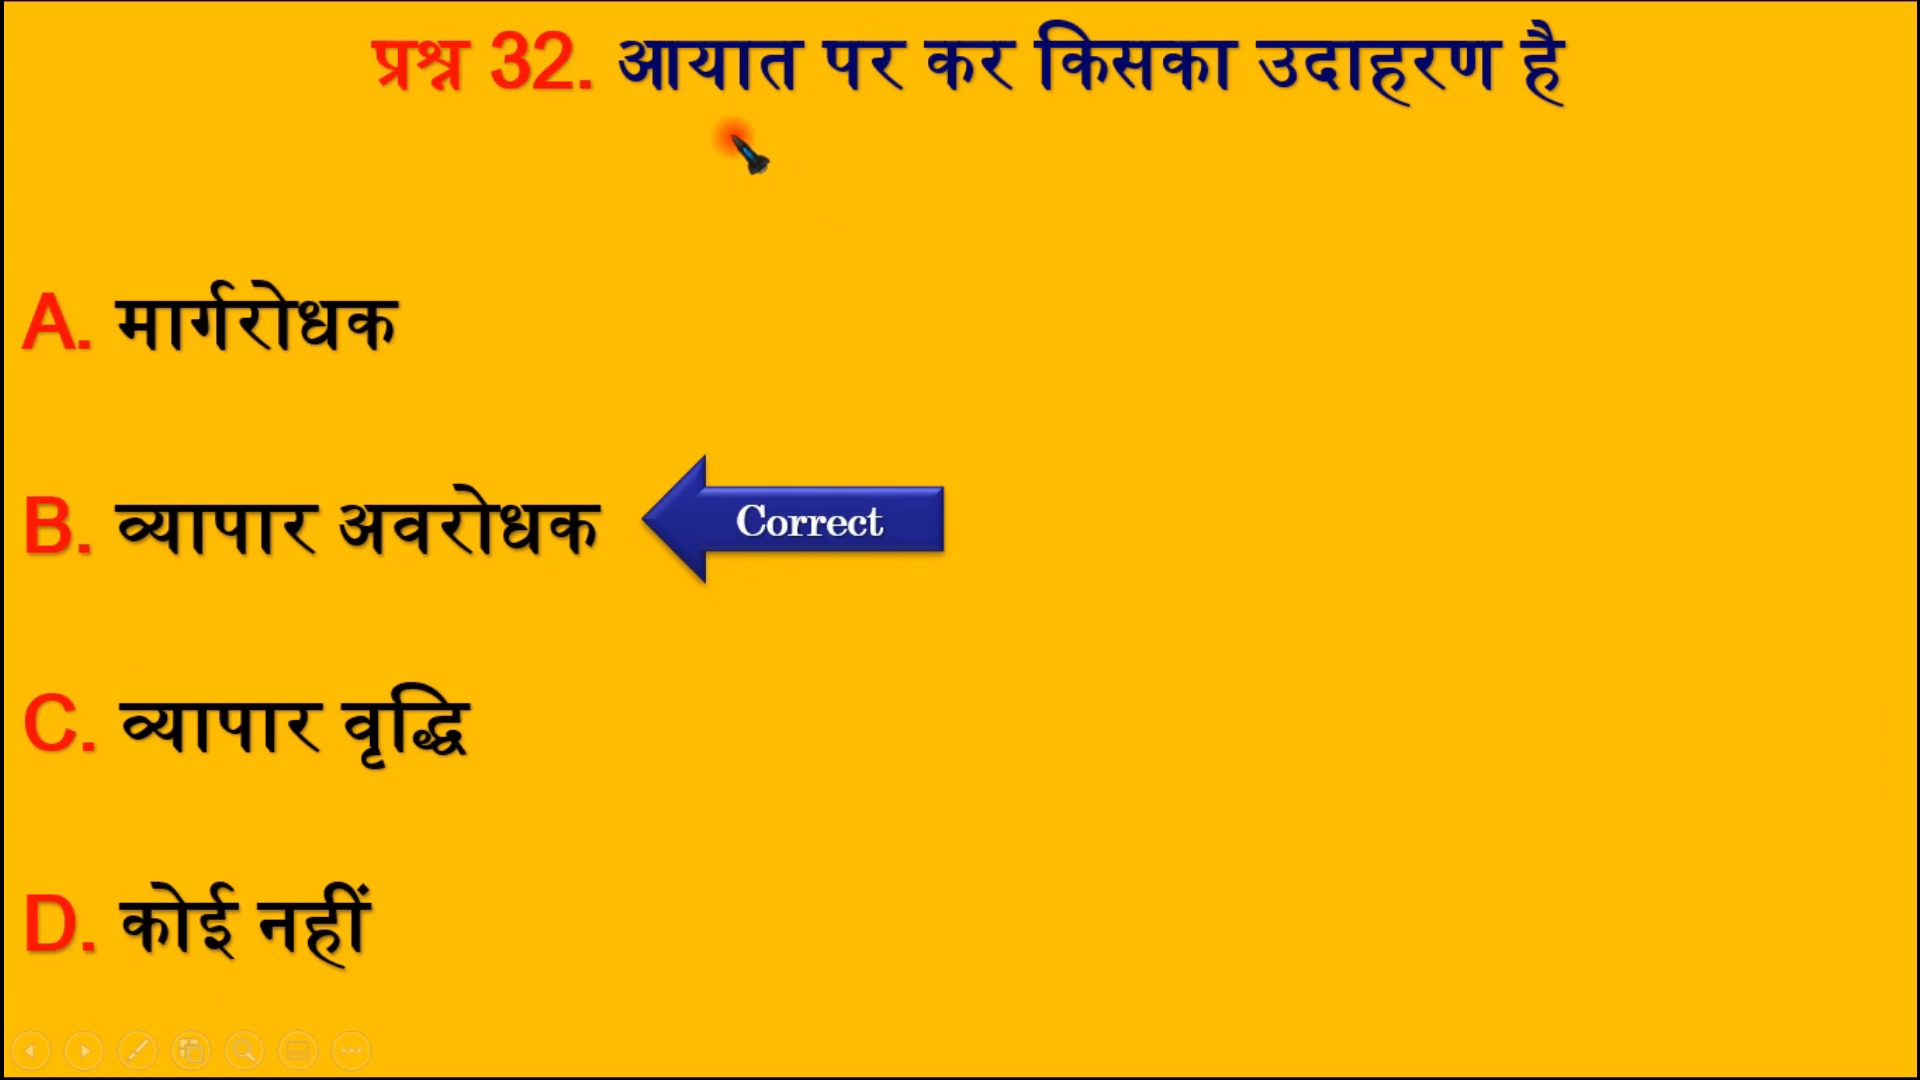 प्रश्न 32. आयात पर कर किसका उदाहरण है
A. मार्गरोधक
B. व्यापार अवरोधक
Correct
C. व्यापार वृद्धि
D. कोई नहीं